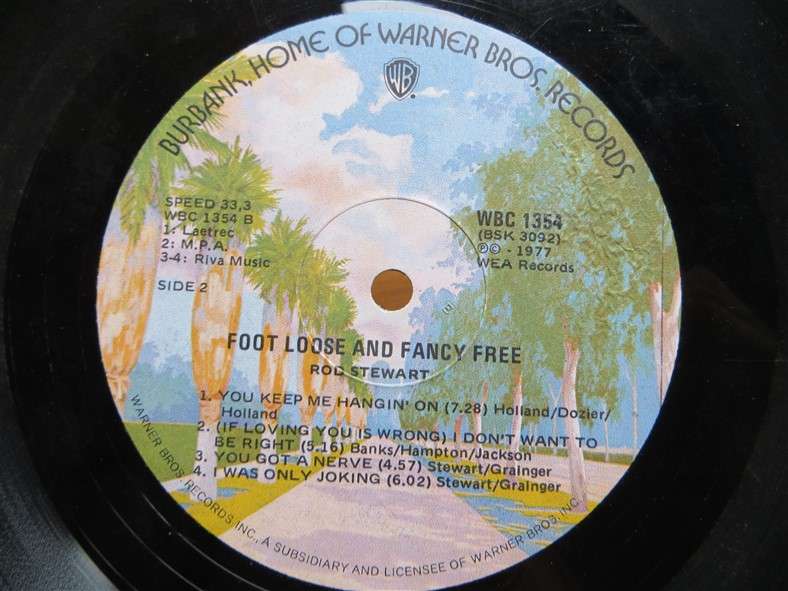 BURBANK, HOME OF WARNER BROS. RECORDS
WB
SPEED 33,3
WBC 1354 B
1: Laetrec
2: M.P.A.
3-4: Riva Music
SIDE 2
WBC 1354
(BSK 3092)
℗© - 1977
WEA Records
FOOT LOOSE AND FANCY FREE
ROD STEWART
1. YOU KEEP ME HANGIN' ON (7.28) Holland/Dozier/
Holland
2. (IF LOVING YOU IS WRONG) I DON'T WANT TO
BE RIGHT (5.16) Banks/Hampton/Jackson
3. YOU GOT A NERVE (4.57) Stewart/Grainger
4. I WAS ONLY JOKING (6.02) Stewart/Grainger
WARNER BROS. RECORDS INC., A SUBSIDIARY AND LICENSEE OF WARNER BROS. INC.